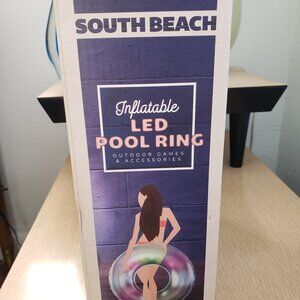 SOUTH BEACH
Inflatable
LED
POOL RING
OUTDOOR GAMES
& ACCESSORIES